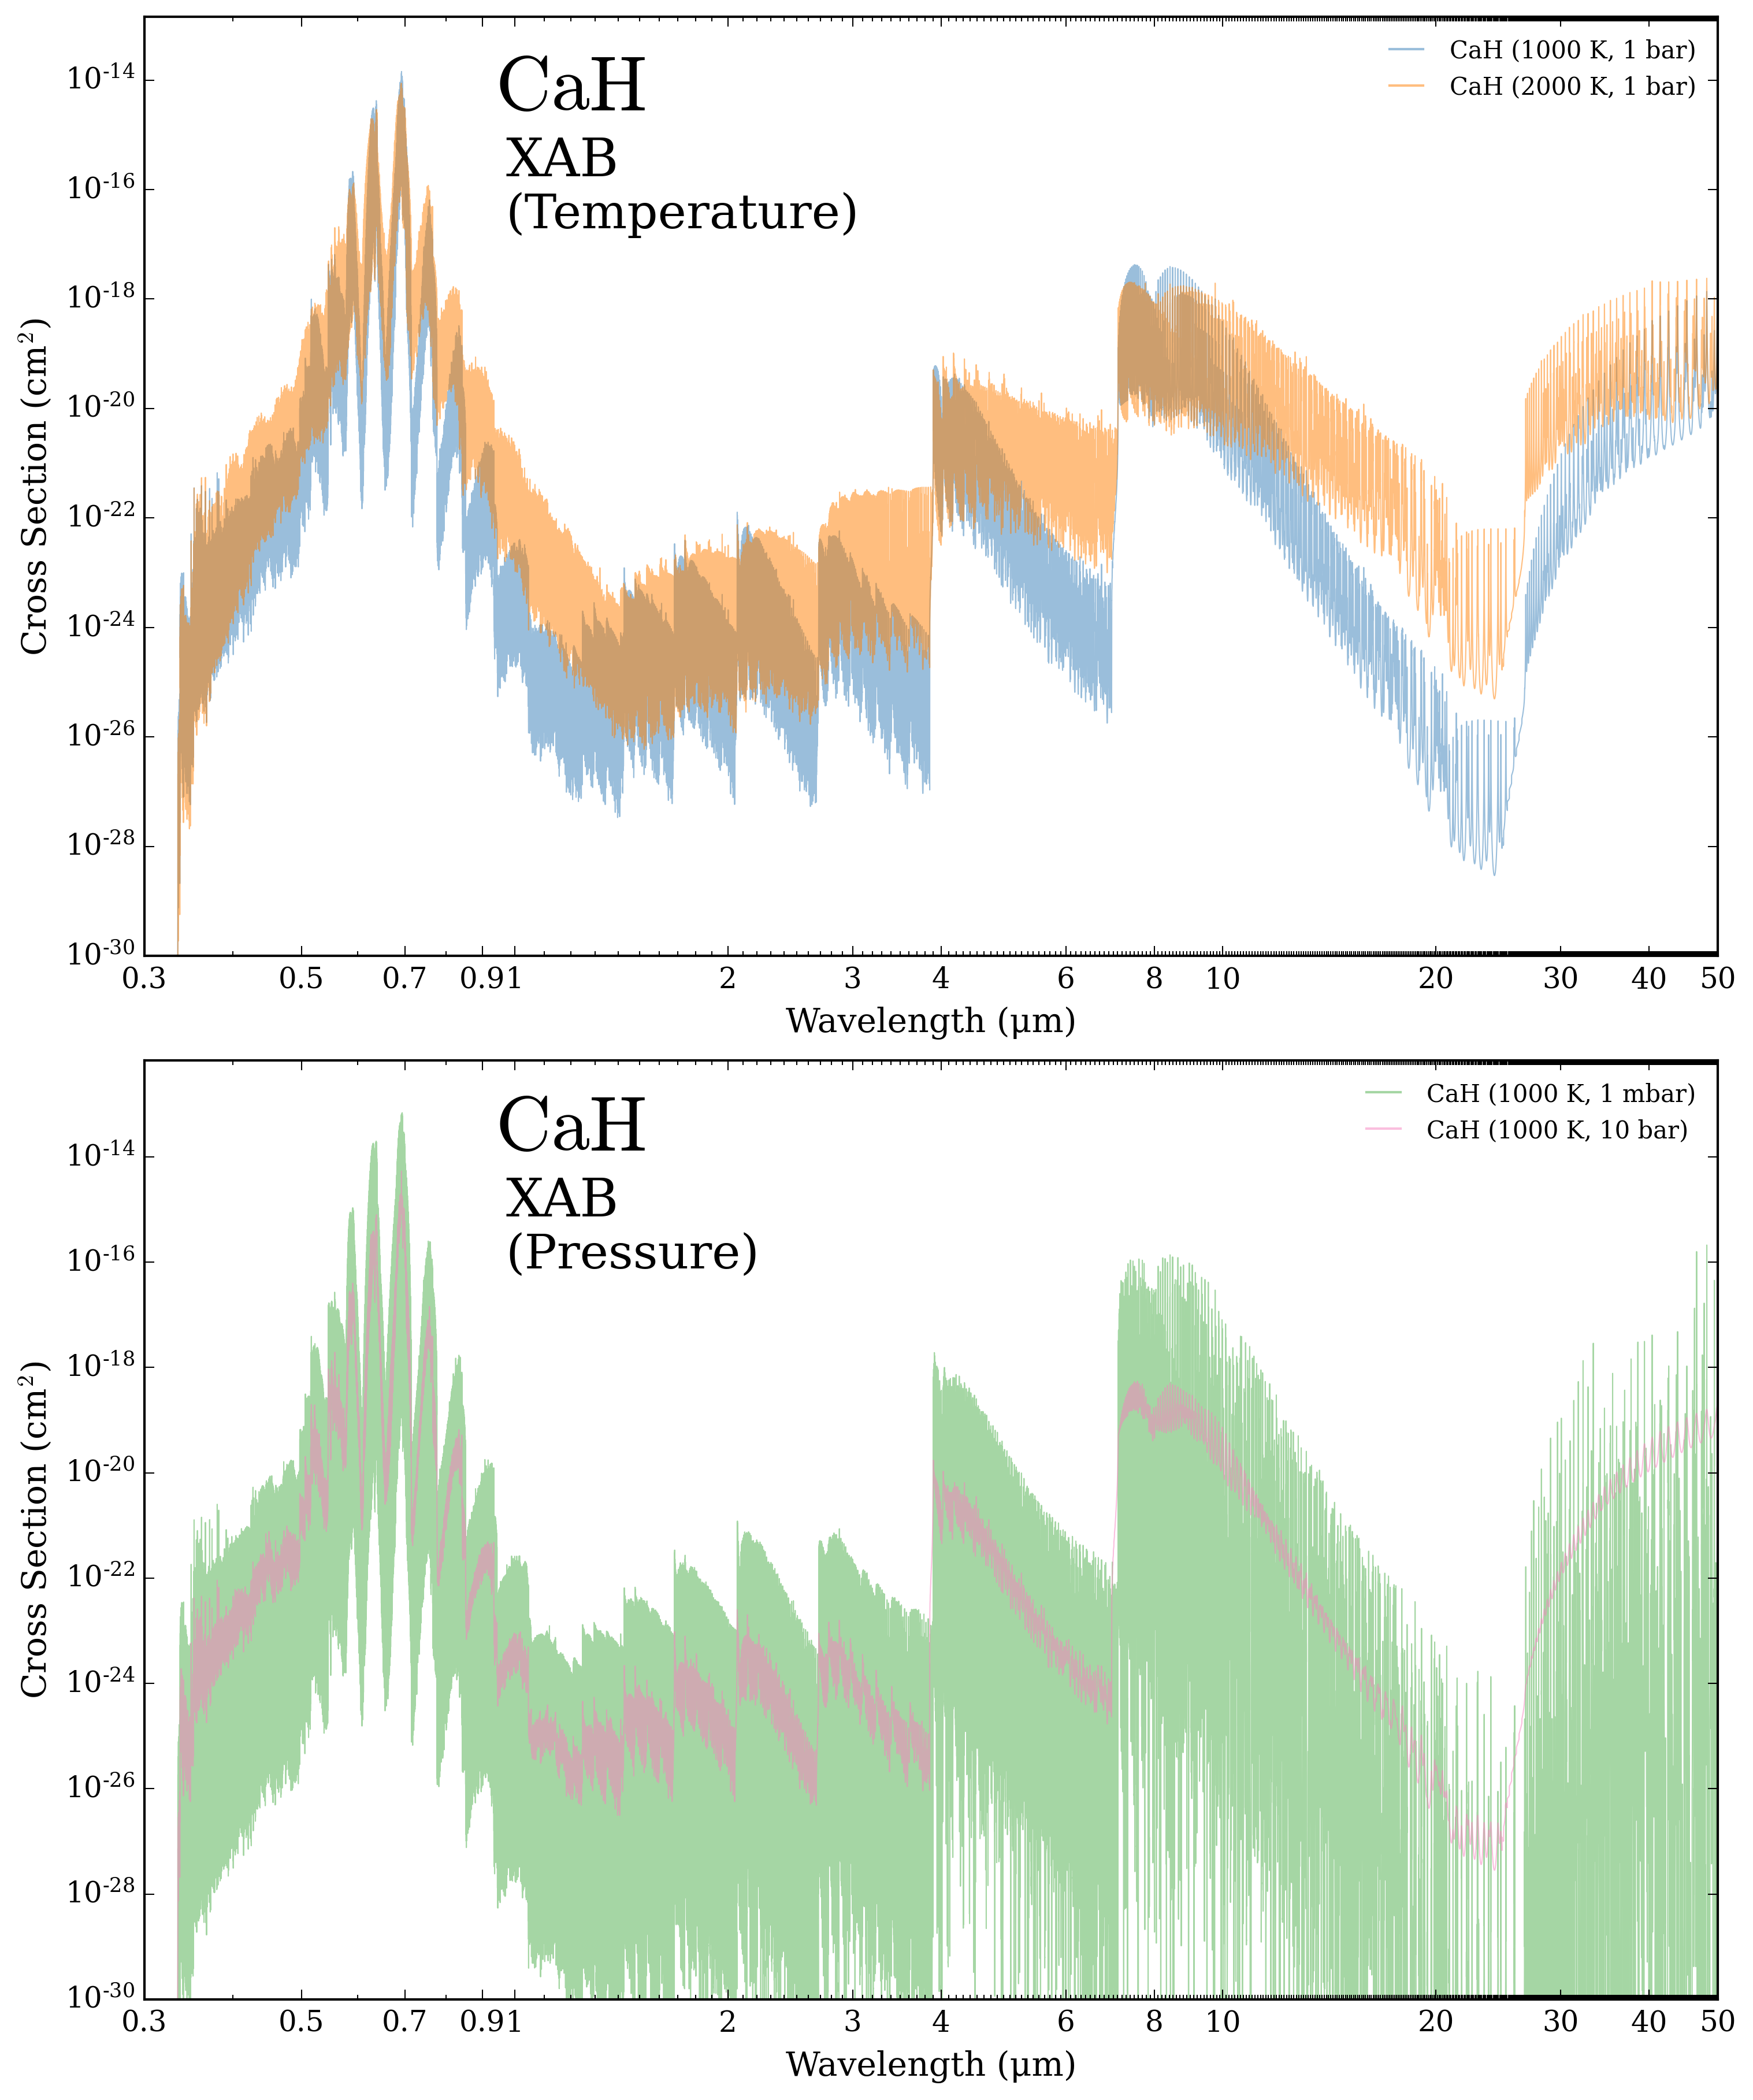 CaH
XAB
(Temperature)
CaH (1000 K, 1 bar)
CaH (2000 K, 1 bar)
Cross Section (cm²)
10⁻¹⁴
10⁻¹⁶
10⁻¹⁸
10⁻²⁰
10⁻²²
10⁻²⁴
10⁻²⁶
10⁻²⁸
10⁻³⁰
0.3 0.5 0.7 0.9 1 2 3 4 6 8 10 20 30 40 50
Wavelength (μm)
CaH
XAB
(Pressure)
CaH (1000 K, 1 mbar)
CaH (1000 K, 10 bar)
Cross Section (cm²)
10⁻¹⁴
10⁻¹⁶
10⁻¹⁸
10⁻²⁰
10⁻²²
10⁻²⁴
10⁻²⁶
10⁻²⁸
10⁻³⁰
0.3 0.5 0.7 0.9 1 2 3 4 6 8 10 20 30 40 50
Wavelength (μm)